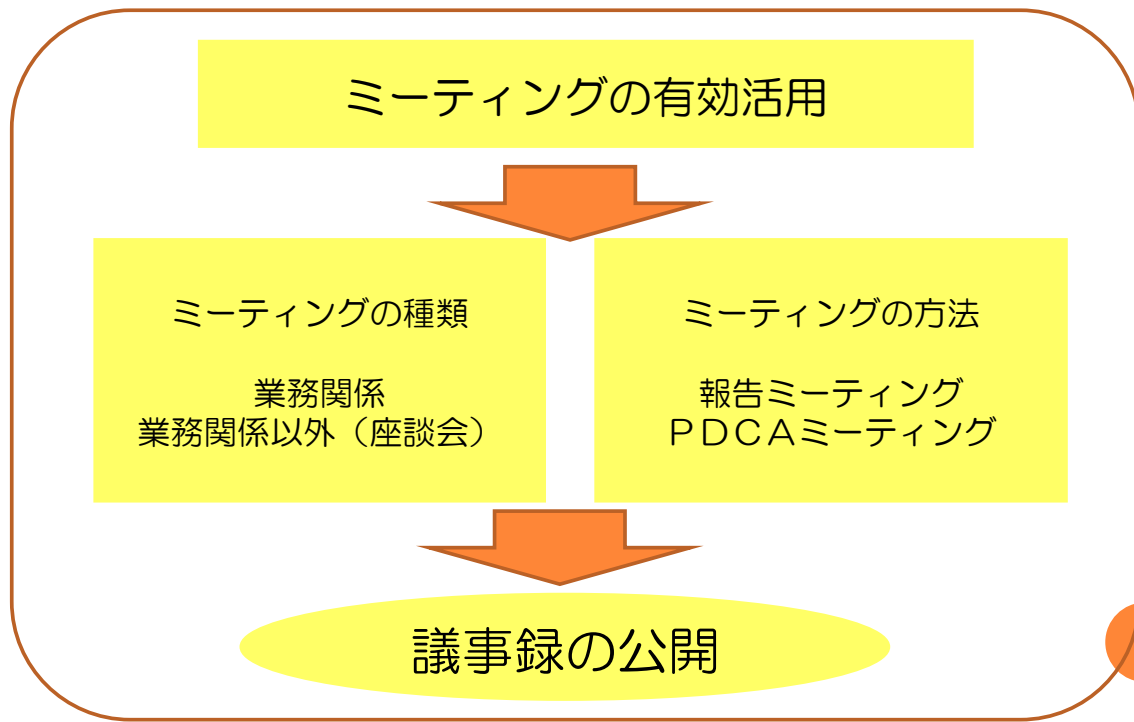 ミーティングの有効活用
ミーティングの種類
業務関係
業務関係以外（座談会）
ミーティングの方法
報告ミーティング
ＰＤＣＡミーティング
議事録の公開